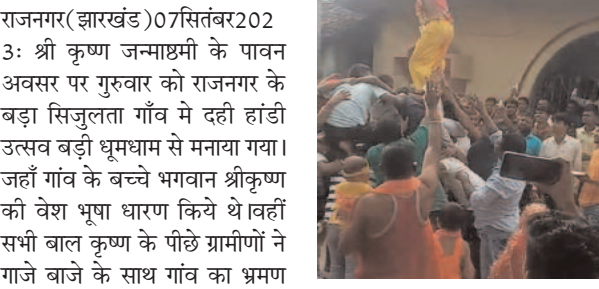 राजनगर(झारखंड)07सितंबर202
3: श्री कृष्ण जन्माष्टमी के पावन
अवसर पर गुरुवार को राजनगर के
बड़ा सिजुलता गाँव मे दही हांडी
उत्सव बड़ी धूमधाम से मनाया गया।
जहाँ गांव के बच्चे भगवान श्रीकृष्ण
की वेश भूषा धारण किये थे।वहीं
सभी बाल कृष्ण के पीछे ग्रामीणों ने
गाजे बाजे के साथ गांव का भ्रमण